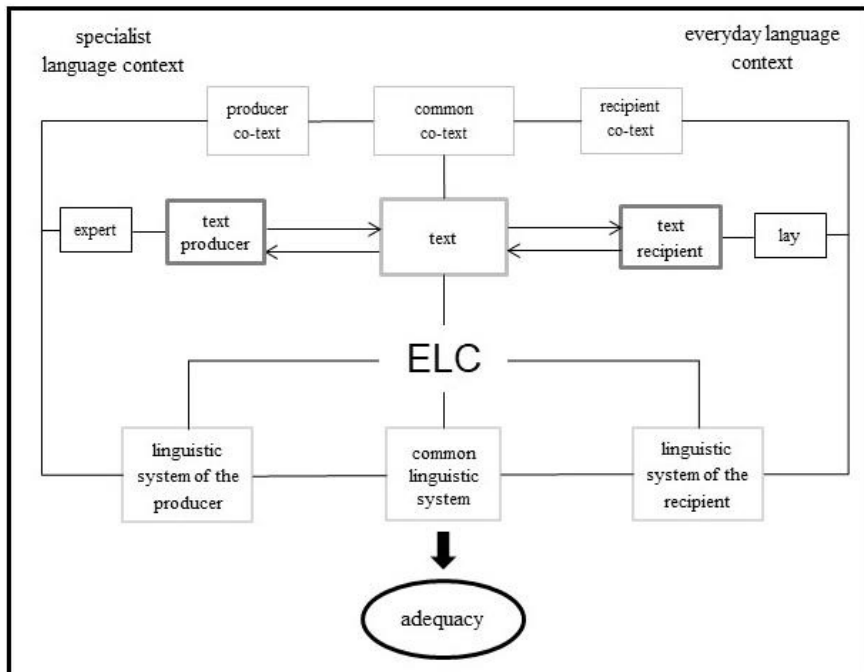 specialist
language context
everyday language
context
producer
co-text
common
co-text
recipient
co-text
expert
text
producer
text
text
recipient
lay
ELC
linguistic
system of the
producer
common
linguistic
system
linguistic
system of the
recipient
adequacy